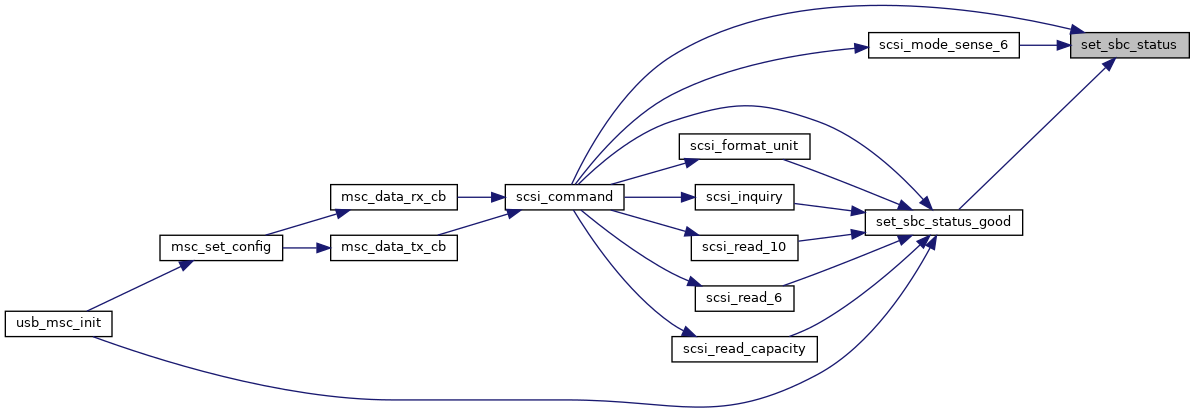 set_sbc_status
scsi_mode_sense_6
scsi_format_unit
scsi_command
msc_data_rx_cb
scsi_inquiry
set_sbc_status_good
msc_set_config
msc_data_tx_cb
scsi_read_10
scsi_read_6
usb_msc_init
scsi_read_capacity